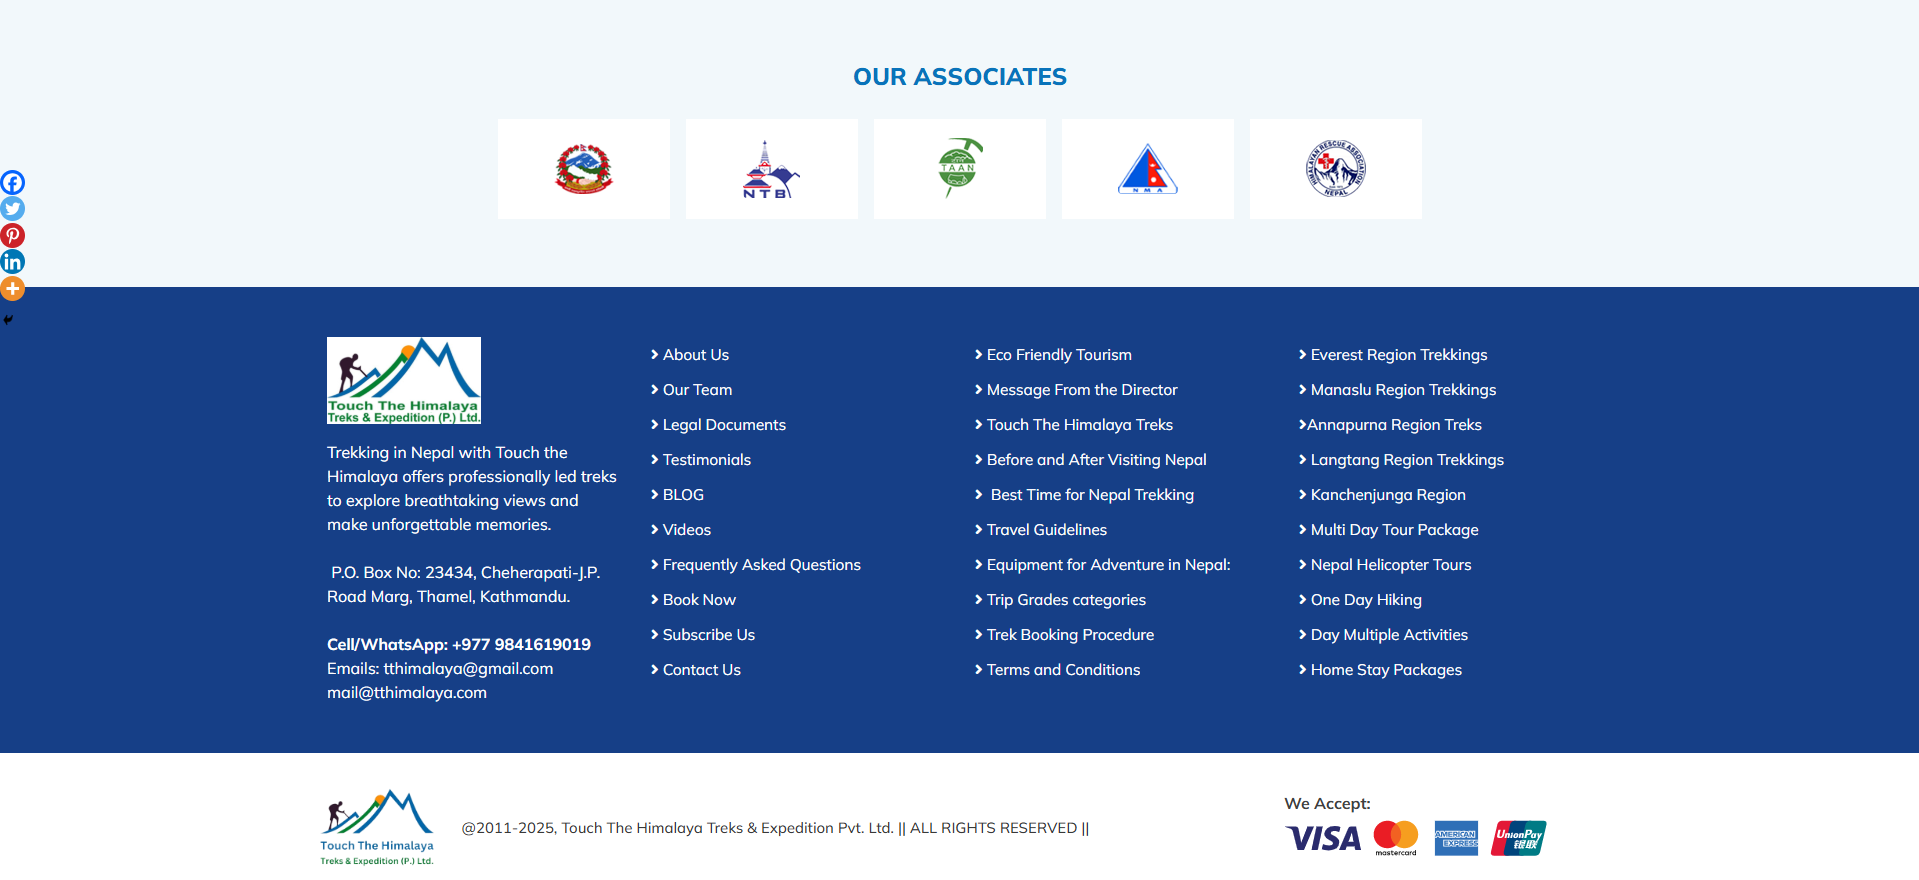 OUR ASSOCIATES
NTB
TAAN
NMA
HIMALAYAN RESCUE ASSOCIATION
NEPAL
Touch The Himalaya
Treks & Expedition (P.) Ltd.
Trekking in Nepal with Touch the
Himalaya offers professionally led treks
to explore breathtaking views and
make unforgettable memories.
P.O. Box No: 23434, Cheherapati-J.P.
Road Marg, Thamel, Kathmandu.
Cell/WhatsApp: +977 9841619019
Emails: tthimalaya@gmail.com
mail@tthimalaya.com
About Us
Our Team
Legal Documents
Testimonials
BLOG
Videos
Frequently Asked Questions
Book Now
Subscribe Us
Contact Us
Eco Friendly Tourism
Message From the Director
Touch The Himalaya Treks
Before and After Visiting Nepal
Best Time for Nepal Trekking
Travel Guidelines
Equipment for Adventure in Nepal:
Trip Grades categories
Trek Booking Procedure
Terms and Conditions
Everest Region Trekkings
Manaslu Region Trekkings
Annapurna Region Treks
Langtang Region Trekkings
Kanchenjunga Region
Multi Day Tour Package
Nepal Helicopter Tours
One Day Hiking
Day Multiple Activities
Home Stay Packages
Touch The Himalaya
Treks & Expedition (P.) Ltd.
@2011-2025, Touch The Himalaya Treks & Expedition Pvt. Ltd. || ALL RIGHTS RESERVED ||
We Accept:
VISA
mastercard
AMERICAN
EXPRESS
UnionPay
银联